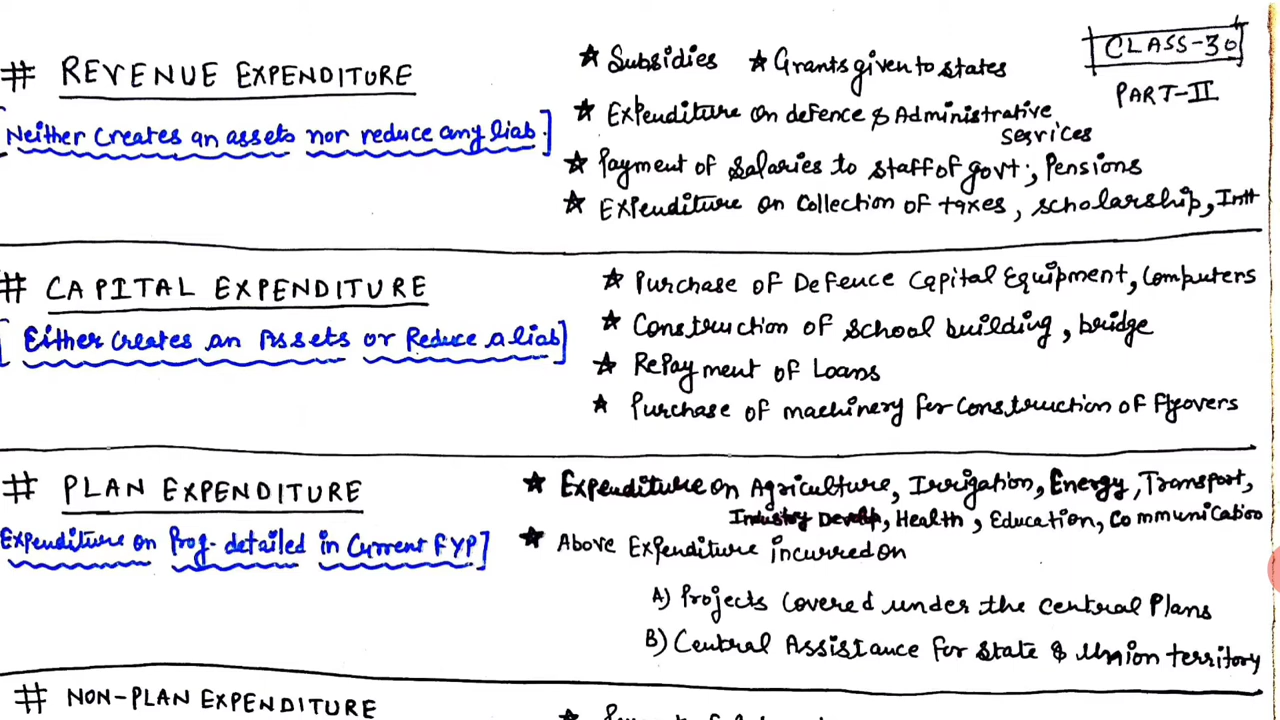 CLASS-30
PART-II
# REVENUE EXPENDITURE
[Neither creates an assets nor reduce any liab.]
★ Subsidies ★ Grants given to states
★ Expenditure on defence & Administrative
services
★ Payment of salaries to staff of govt., Pensions
★ Expenditure on collection of taxes, scholarship, Intt
# CAPITAL EXPENDITURE
[Either creates an Assets or Reduce a liab]
★ Purchase of Defence Capital Equipment, Computers
★ Construction of school building, bridge
★ Repayment of Loans
★ Purchase of machinery for Construction of flyovers
# PLAN EXPENDITURE
Expenditure on Prog. detailed in Current FYP]
★ Expenditure on Agriculture, Irrigation, Energy, Transport,
Industry Develp, Health, Education, Communication
★ Above Expenditure incurred on
A) Projects covered under the central Plans
B) Central Assistance for state & Union territory
# NON-PLAN EXPENDITURE